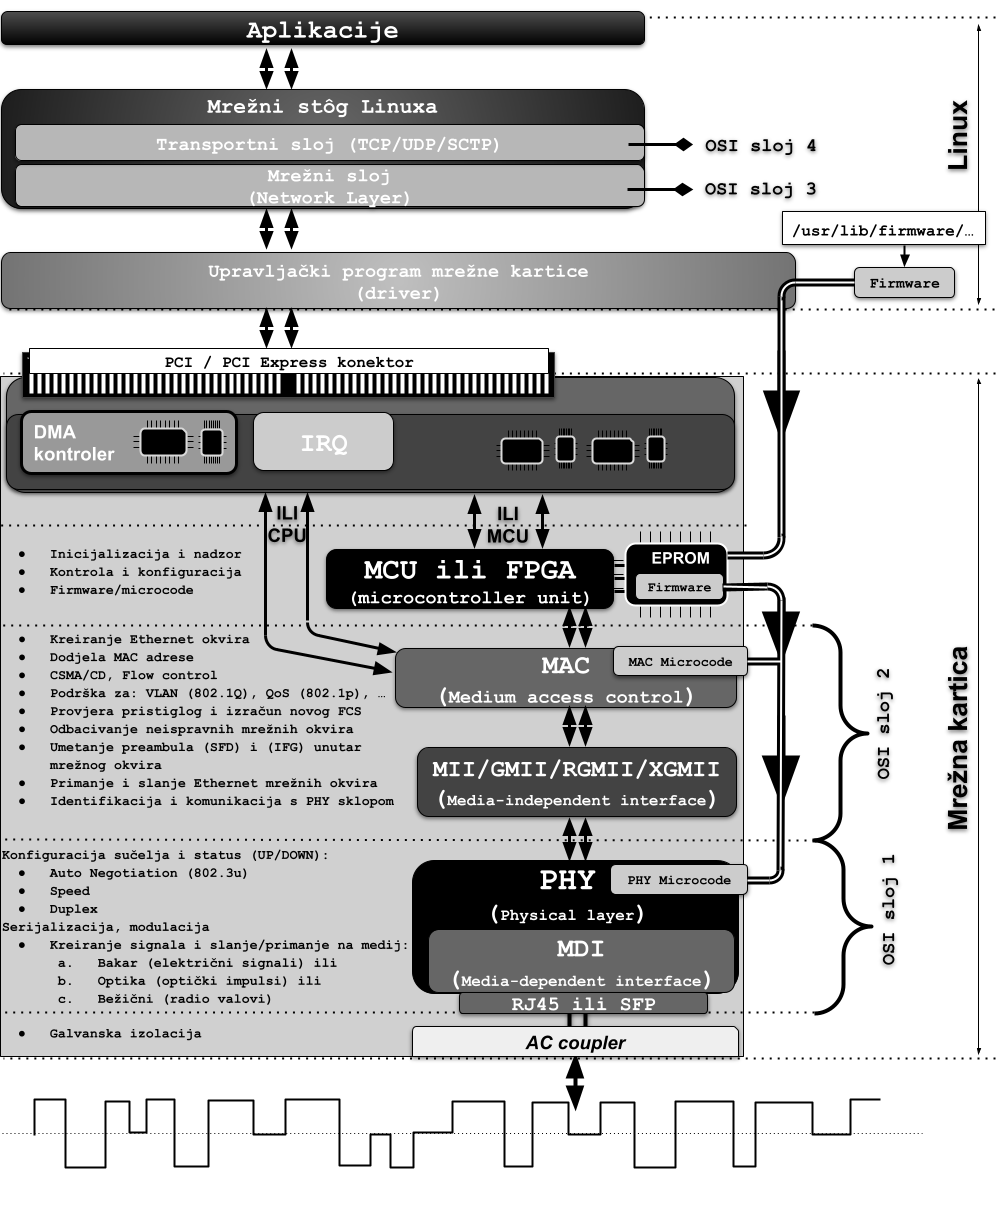 Aplikacije
Mrežni stôg Linuxa
Transportni sloj (TCP/UDP/SCTP)
OSI sloj 4
Mrežni sloj
(Network Layer)
OSI sloj 3
Linux
/usr/lib/firmware/…
Firmware
Upravljački program mrežne kartice
(driver)
PCI / PCI Express konektor
DMA
kontroler
IRQ
ILI
CPU
ILI
MCU
● Inicijalizacija i nadzor
● Kontrola i konfiguracija
● Firmware/microcode
MCU ili FPGA
(microcontroller unit)
EPROM
Firmware
● Kreiranje Ethernet okvira
● Dodjela MAC adrese
● CSMA/CD, Flow control
● Podrška za: VLAN (802.1Q), QoS (802.1p), …
● Provjera pristiglog i izračun novog FCS
● Odbacivanje neispravnih mrežnih okvira
● Umetanje preambula (SFD) i (IFG) unutar
mrežnog okvira
● Primanje i slanje Ethernet mrežnih okvira
● Identifikacija i komunikacija s PHY sklopom
MAC
(Medium access control)
MAC Microcode
MII/GMII/RGMII/XGMII
(Media-independent interface)
OSI sloj 2
Mrežna kartica
Konfiguracija sučelja i status (UP/DOWN):
● Auto Negotiation (802.3u)
● Speed
● Duplex
Serijalizacija, modulacija
● Kreiranje signala i slanje/primanje na medij:
a. Bakar (električni signali) ili
b. Optika (optički impulsi) ili
c. Bežični (radio valovi)
PHY
(Physical layer)
PHY Microcode
MDI
(Media-dependent interface)
RJ45 ili SFP
OSI sloj 1
● Galvanska izolacija
AC coupler